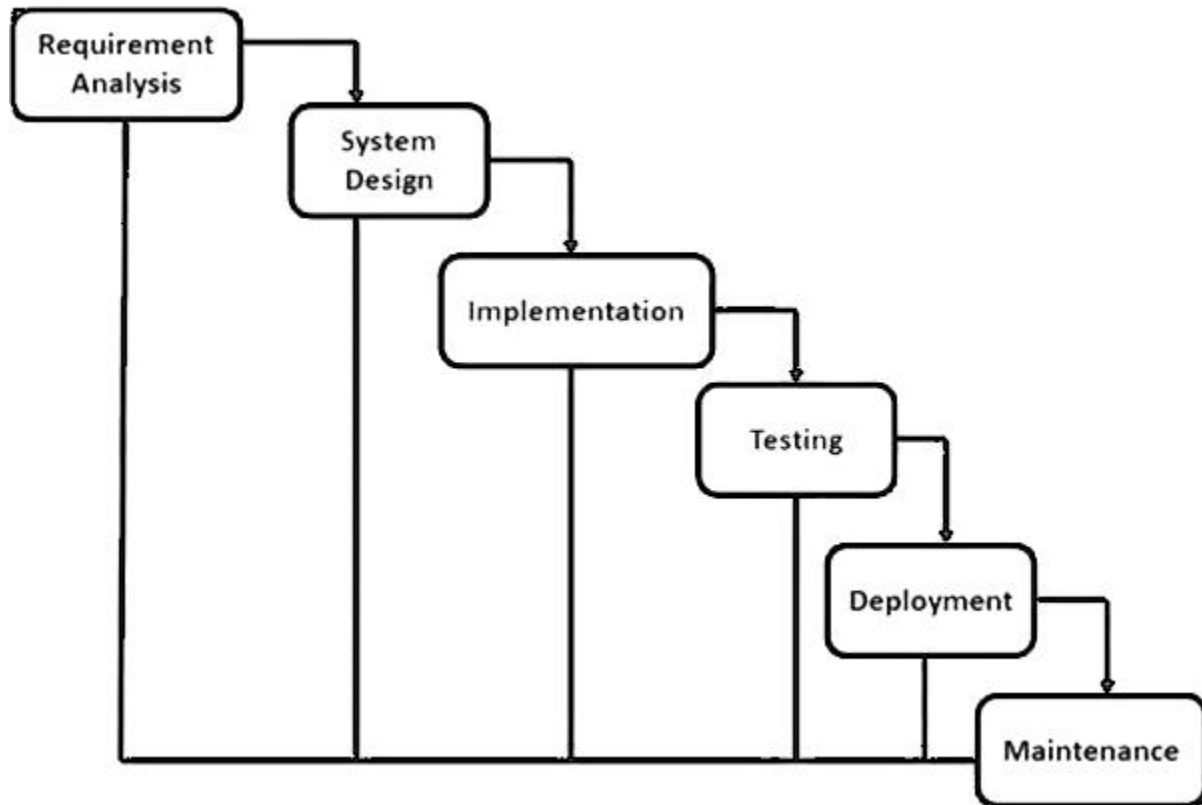 Requirement
Analysis
System
Design
Implementation
Testing
Deployment
Maintenance